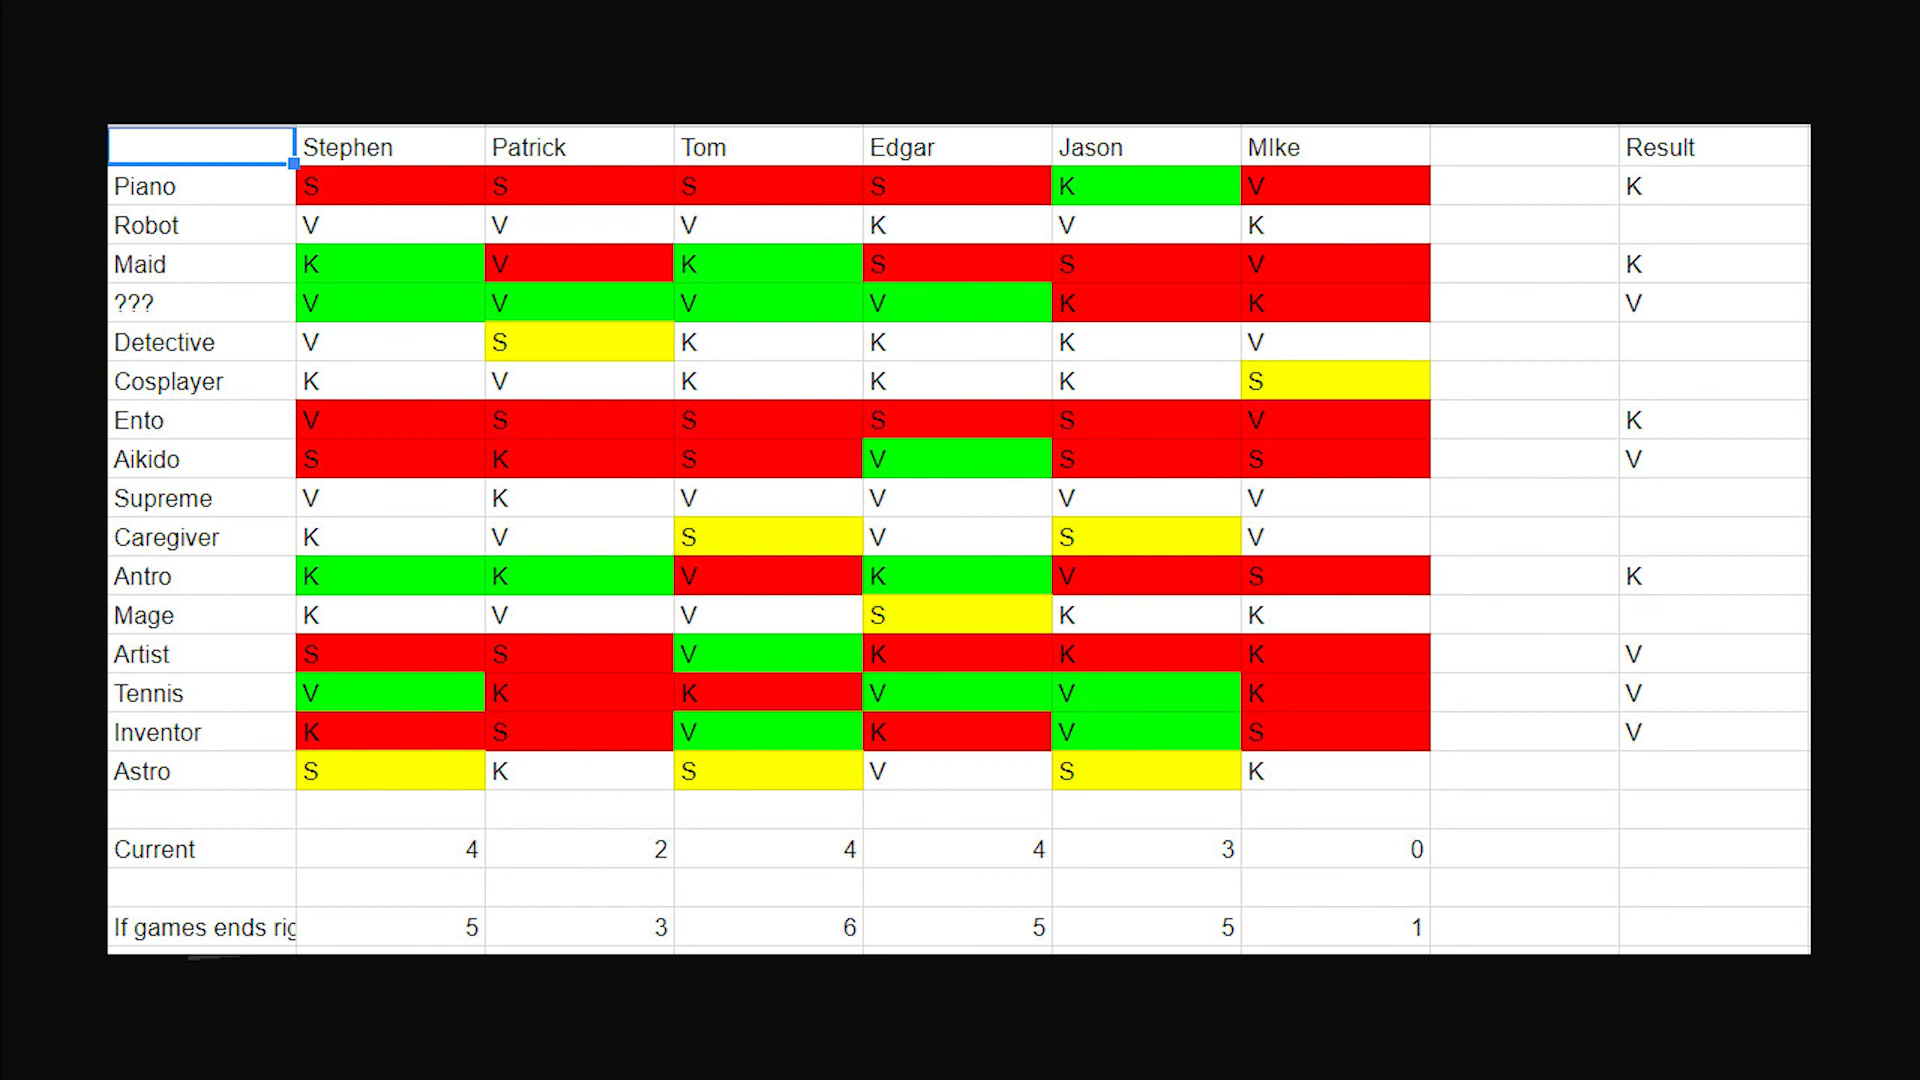 Stephen Patrick Tom Edgar Jason MIke Result
Piano S S S S K V K
Robot V V V K V K
Maid K V K S S V K
??? V V V V K K V
Detective V S K K K V
Cosplayer K V K K K S
Ento V S S S S V K
Aikido S K S V S S V
Supreme V K V V V V
Caregiver K V S V S V
Antro K K V K V S K
Mage K V V S K K
Artist S S V K K K V
Tennis V K K V V K V
Inventor K S V K V S V
Astro S K S V S K
Current 4 2 4 4 3 0
If games ends rig 5 3 6 5 5 1